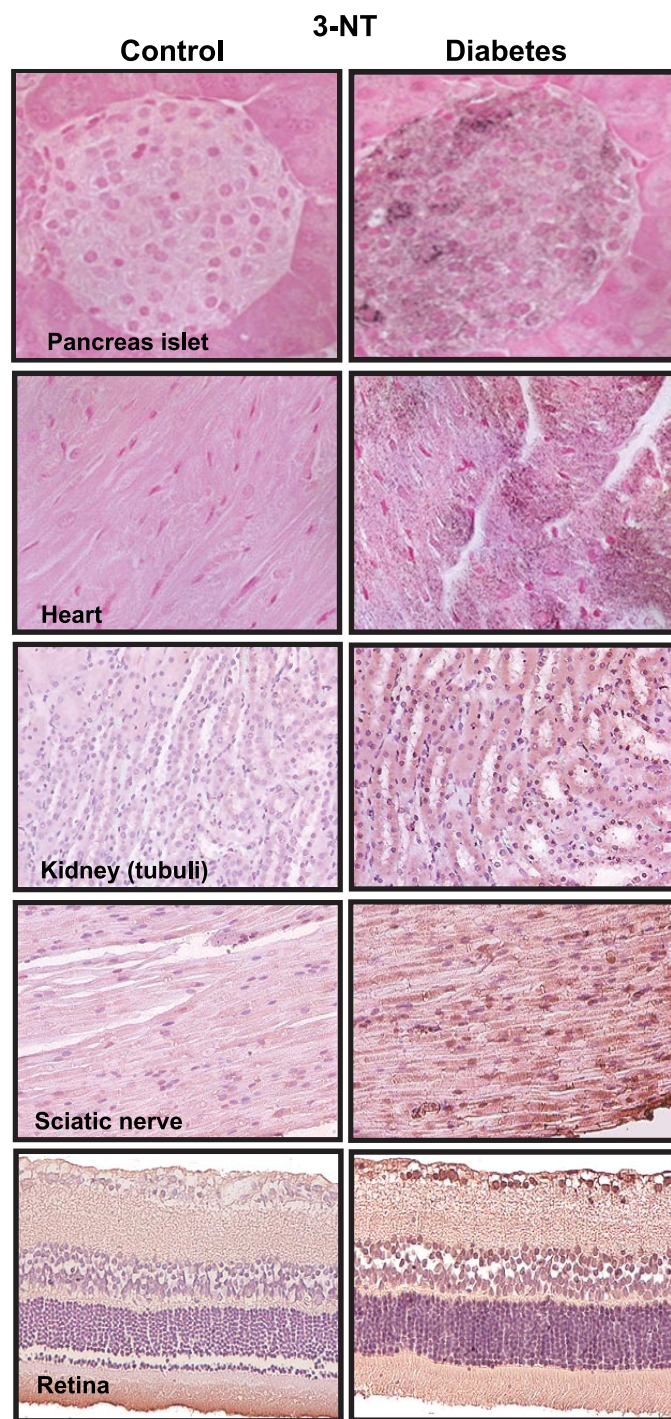 3-NT
Control Diabetes
Pancreas islet
Heart
Kidney (tubuli)
Sciatic nerve
Retina